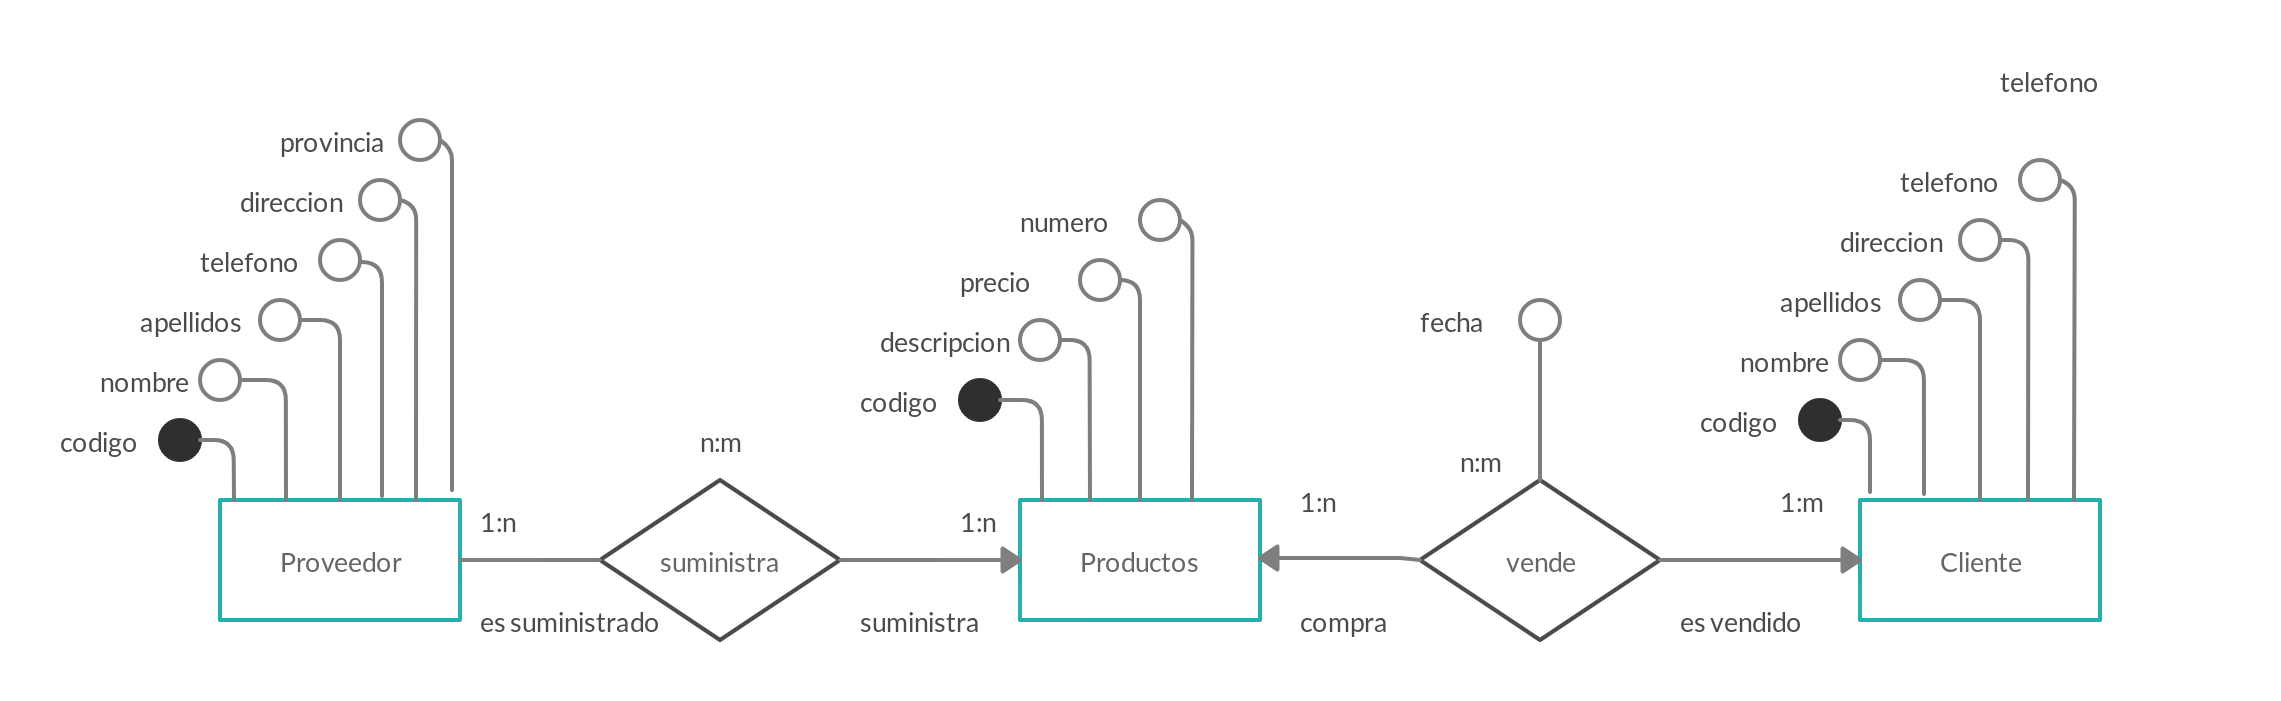 telefono
provincia
telefono
direccion
numero
direccion
telefono
precio
apellidos
apellidos
fecha
descripcion
nombre
nombre
codigo
codigo
codigo
n:m
n:m
1:n
1:m
1:n
1:n
Proveedor
suministra
Productos
vende
Cliente
es suministrado
suministra
compra
es vendido